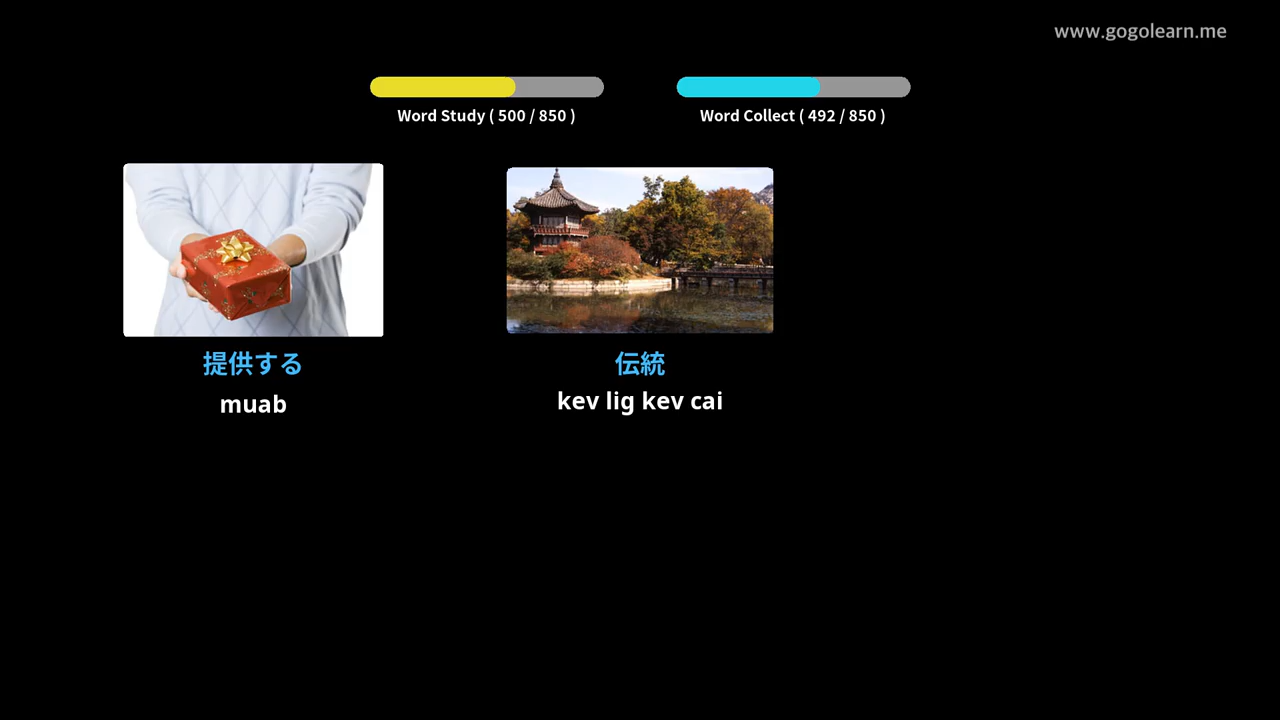 www.gogolearn.me
Word Study ( 500 / 850 )
Word Collect ( 492 / 850 )
提供する
muab
伝統
kev lig kev cai